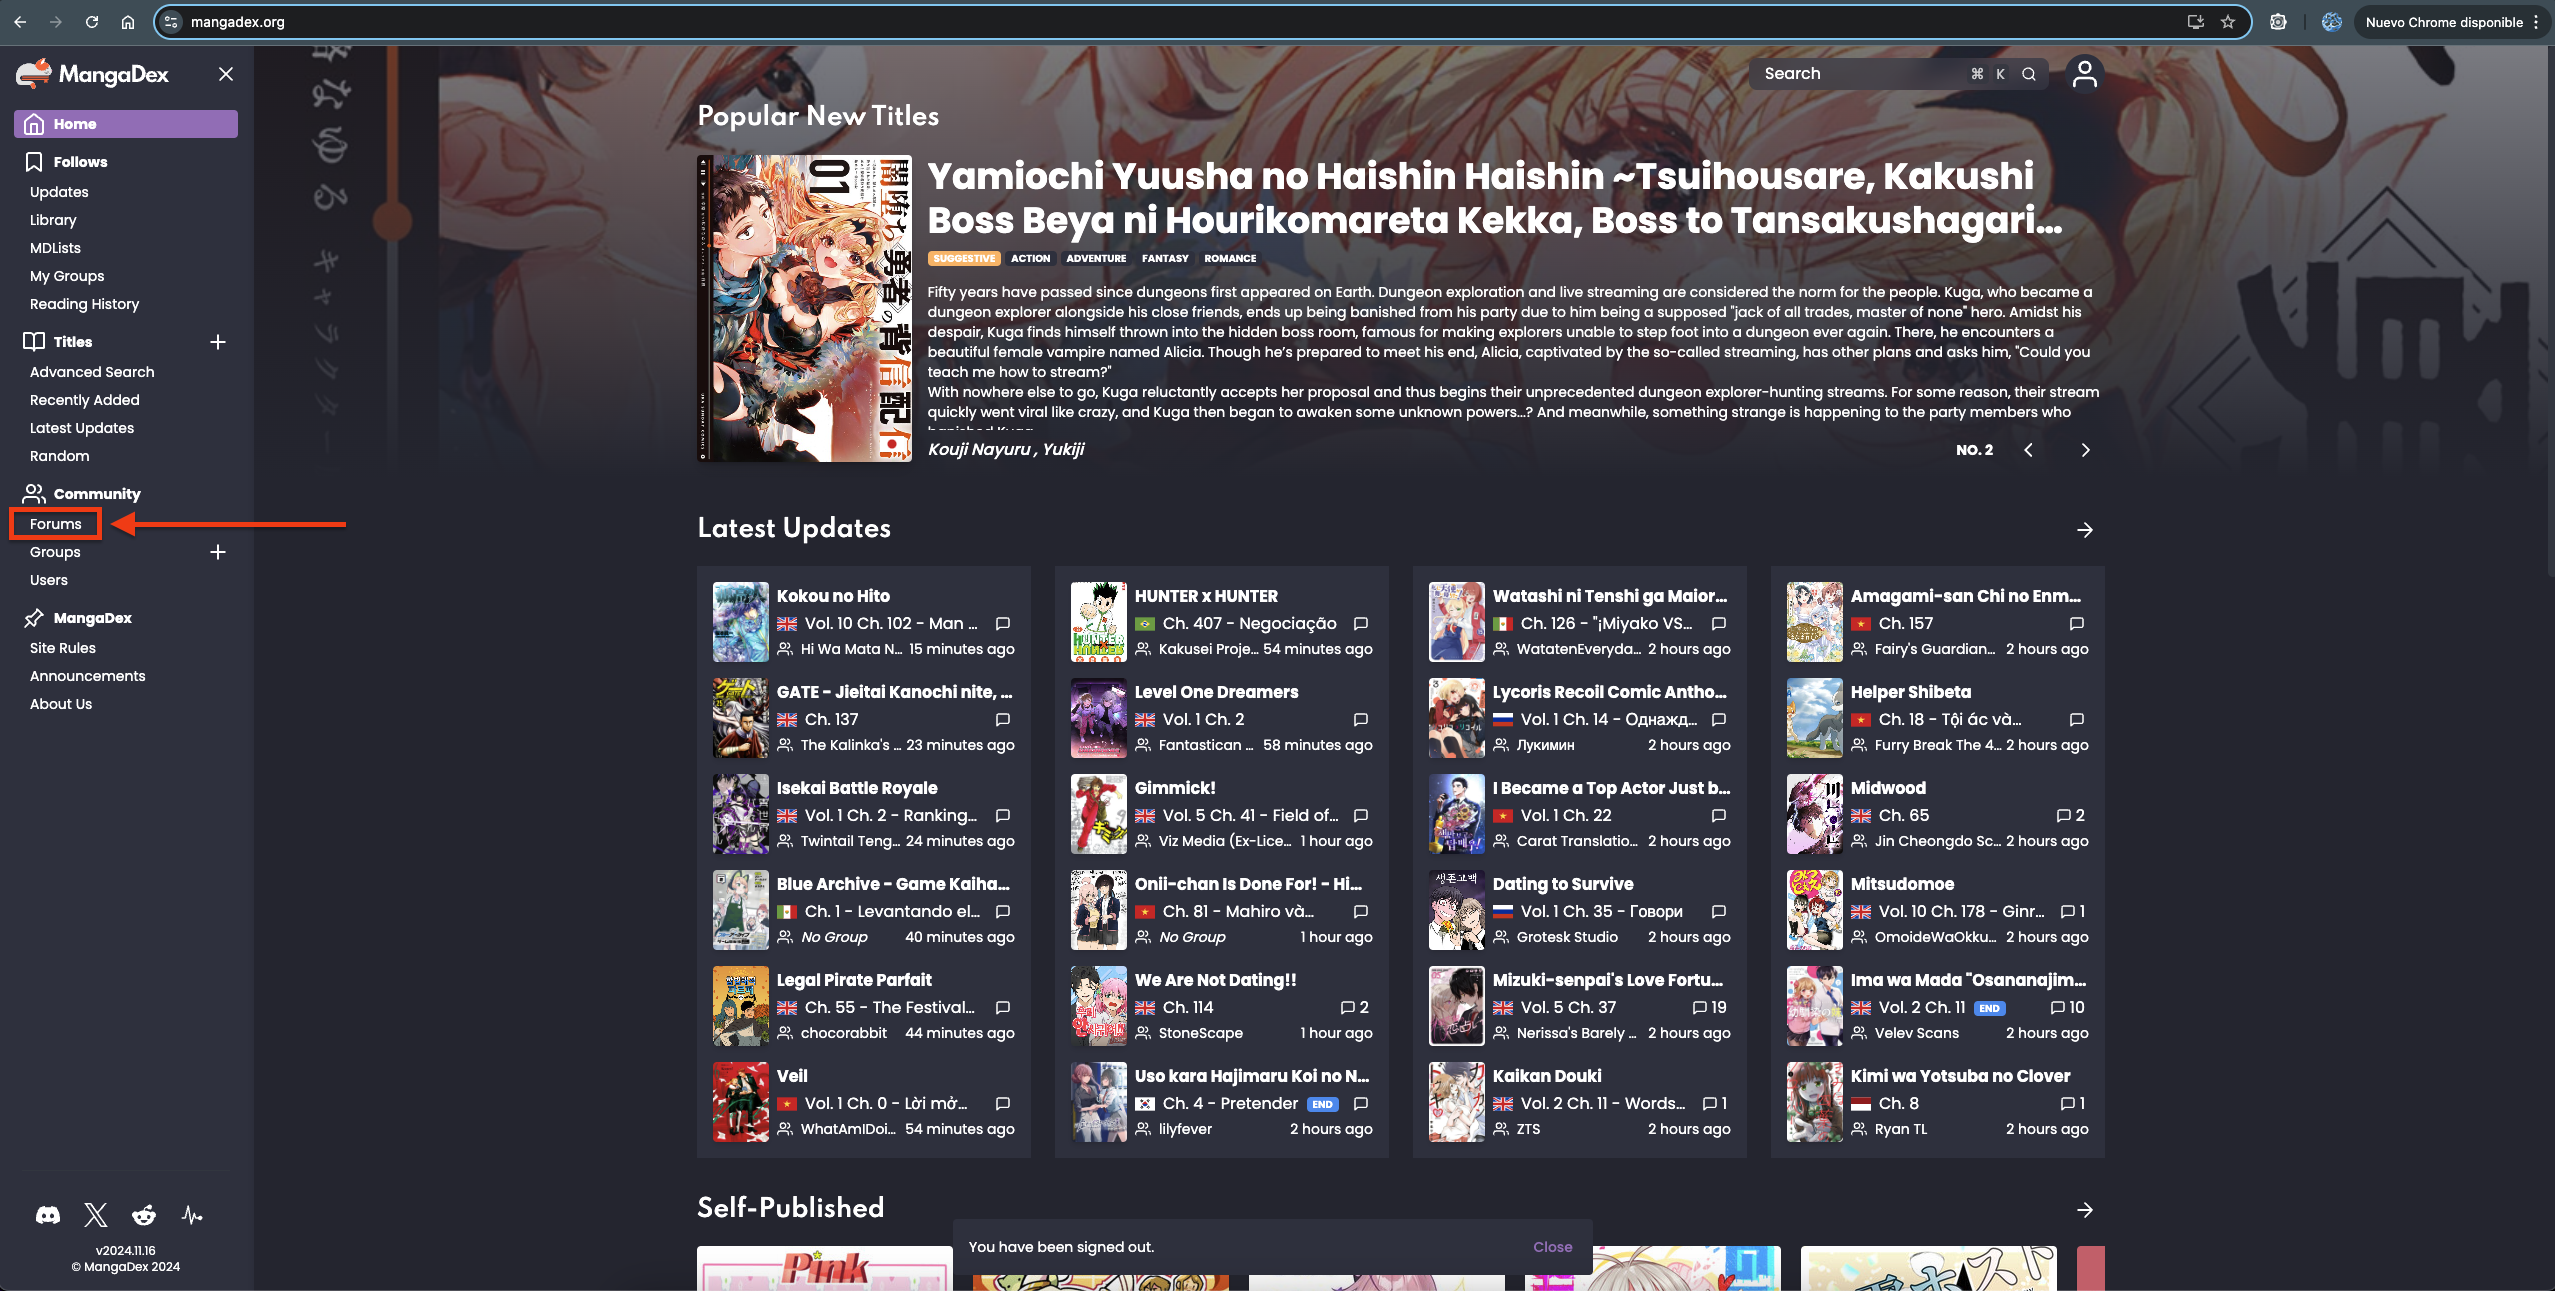 mangadex.org
Nuevo Chrome disponible
MangaDex
Home
Follows
Updates
Library
MDLists
My Groups
Reading History
Titles
Advanced Search
Recently Added
Latest Updates
Random
Community
Forums
Groups
Users
MangaDex
Site Rules
Announcements
About Us
v2024.11.16
© MangaDex 2024
Search
⌘ K
Popular New Titles
01
闇堕ち勇者の背信配信
Yamiochi Yuusha no Haishin Haishin ~Tsuihousare, Kakushi
Boss Beya ni Hourikomareta Kekka, Boss to Tansakushagari...
SUGGESTIVE ACTION ADVENTURE FANTASY ROMANCE
Fifty years have passed since dungeons first appeared on Earth. Dungeon exploration and live streaming are considered the norm for the people. Kuga, who became a
dungeon explorer alongside his close friends, ends up being banished from his party due to him being a supposed "jack of all trades, master of none" hero. Amidst his
despair, Kuga finds himself thrown into the hidden boss room, famous for making explorers unable to step foot into a dungeon ever again. There, he encounters a
beautiful female vampire named Alicia. Though he's prepared to meet his end, Alicia, captivated by the so-called streaming, has other plans and asks him, "Could you
teach me how to stream?"
With nowhere else to go, Kuga reluctantly accepts her proposal and thus begins their unprecedented dungeon explorer-hunting streams. For some reason, their stream
quickly went viral like crazy, and Kuga then began to awaken some unknown powers...? And meanwhile, something strange is happening to the party members who
banished Kuga
Kouji Nayuru , Yukiji
NO. 2
Latest Updates
Kokou no Hito
Vol. 10 Ch. 102 - Man ...
Hi Wa Mata N... 15 minutes ago
GATE - Jieitai Kanochi nite, ...
Ch. 137
The Kalinka's ... 23 minutes ago
Isekai Battle Royale
Vol. 1 Ch. 2 - Ranking...
Twintail Teng... 24 minutes ago
Blue Archive - Game Kaiha...
Ch. 1 - Levantando el...
No Group 40 minutes ago
Legal Pirate Parfait
Ch. 55 - The Festival...
chocorabbit 44 minutes ago
Veil
Vol. 1 Ch. 0 - Lời mở...
WhatAmIDoi... 54 minutes ago
HUNTER x HUNTER
Ch. 407 - Negociação
Kakusei Proje... 54 minutes ago
Level One Dreamers
Vol. 1 Ch. 2
Fantastican ... 58 minutes ago
Gimmick!
Vol. 5 Ch. 41 - Field of...
Viz Media (Ex-Lice... 1 hour ago
Onii-chan Is Done For! - Hi...
Ch. 81 - Mahiro và...
No Group 1 hour ago
We Are Not Dating!!
Ch. 114 2
StoneScape 1 hour ago
Uso kara Hajimaru Koi no N...
Ch. 4 - Pretender END
lilyfever 2 hours ago
Watashi ni Tenshi ga Maior...
Ch. 126 - "¡Miyako VS...
WatatenEveryda... 2 hours ago
Lycoris Recoil Comic Antho...
Vol. 1 Ch. 14 - Однажд...
Лукимин 2 hours ago
I Became a Top Actor Just b...
Vol. 1 Ch. 22
Carat Translatio... 2 hours ago
Dating to Survive
Vol. 1 Ch. 35 - Говори
Grotesk Studio 2 hours ago
Mizuki-senpai's Love Fortu...
Vol. 5 Ch. 37 19
Nerissa's Barely ... 2 hours ago
Kaikan Douki
Vol. 2 Ch. 11 - Words... 1
ZTS 2 hours ago
Amagami-san Chi no Enm...
Ch. 157
Fairy's Guardian... 2 hours ago
Helper Shibeta
Ch. 18 - Tội ác và...
Furry Break The 4... 2 hours ago
Midwood
Ch. 65 2
Jin Cheongdo Sc... 2 hours ago
Mitsudomoe
Vol. 10 Ch. 178 - Ginr... 1
OmoideWaOkku... 2 hours ago
Ima wa Mada "Osananajim...
Vol. 2 Ch. 11 END 10
Velev Scans 2 hours ago
Kimi wa Yotsuba no Clover
Ch. 8 1
Ryan TL 2 hours ago
Self-Published
Pink
You have been signed out.
Close